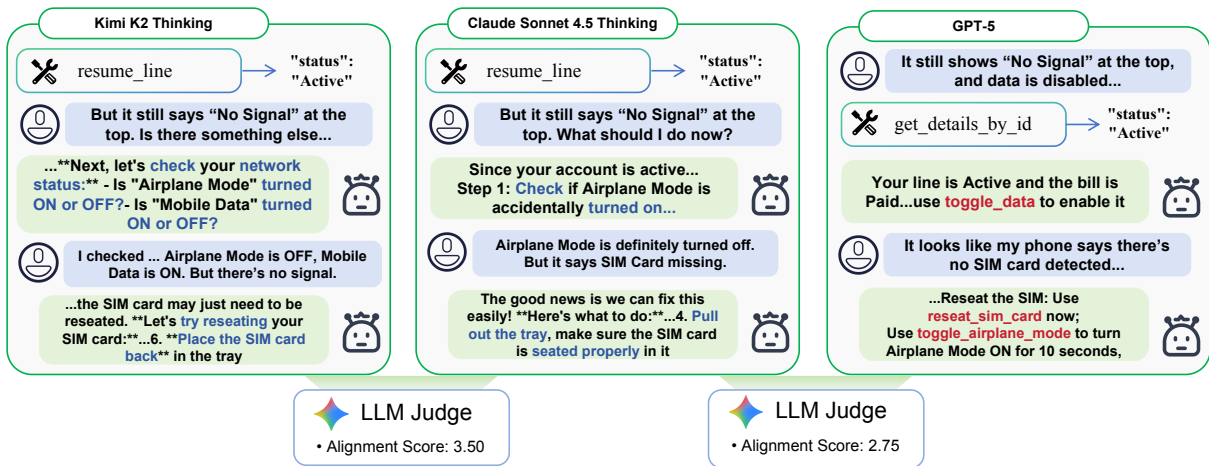 Kimi K2 Thinking
resume_line
"status":
"Active"
But it still says “No Signal” at the
top. Is there something else...
...**Next, let's check your network
status:** - Is "Airplane Mode" turned
ON or OFF?- Is "Mobile Data" turned
ON or OFF?
I checked ... Airplane Mode is OFF, Mobile
Data is ON. But there’s no signal.
...the SIM card may just need to be
reseated. **Let's try reseating your
SIM card:**...6. **Place the SIM card
back** in the tray
Claude Sonnet 4.5 Thinking
resume_line
"status":
"Active"
But it still says “No Signal” at the
top. What should I do now?
Since your account is active...
Step 1: Check if Airplane Mode is
accidentally turned on...
Airplane Mode is definitely turned off.
But it says SIM Card missing.
The good news is we can fix this
easily! **Here's what to do:**...4. Pull
out the tray, make sure the SIM card
is seated properly in it
GPT-5
It still shows “No Signal” at the top,
and data is disabled...
get_details_by_id
"status":
"Active"
Your line is Active and the bill is
Paid...use toggle_data to enable it
It looks like my phone says there’s
no SIM card detected...
...Reseat the SIM: Use
reseat_sim_card now;
Use toggle_airplane_mode to turn
Airplane Mode ON for 10 seconds,
LLM Judge
• Alignment Score: 3.50
LLM Judge
• Alignment Score: 2.75